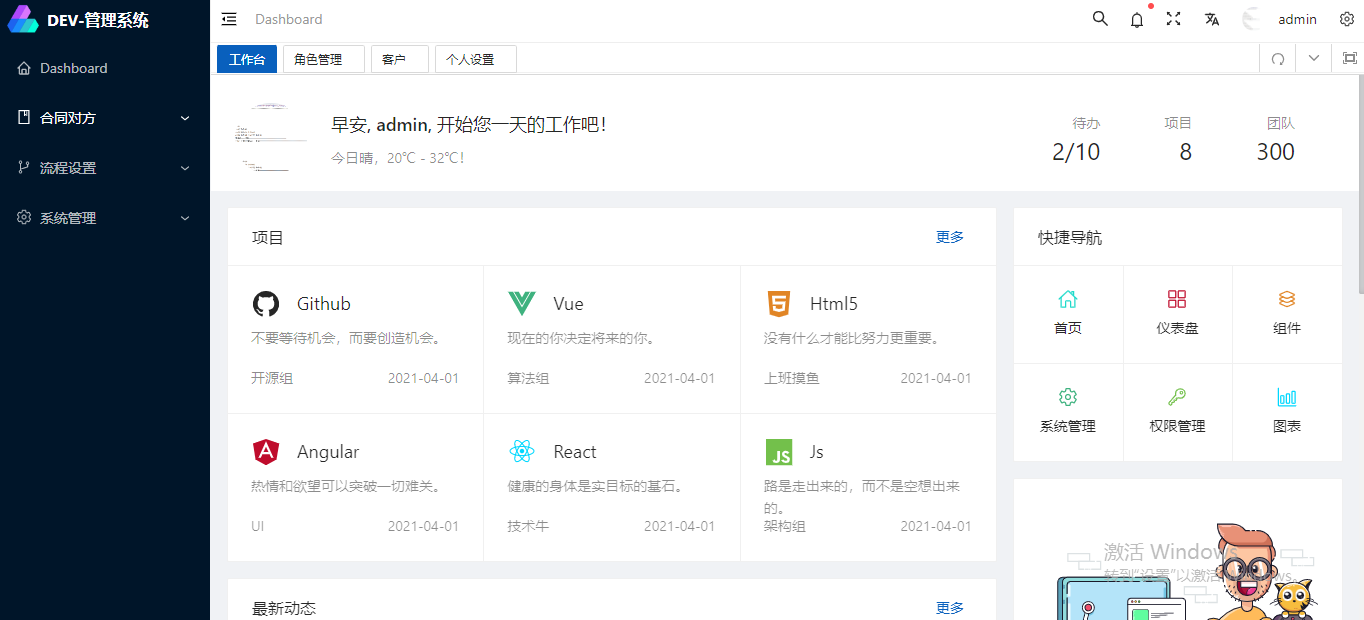 DEV-管理系统
Dashboard
合同对方
流程设置
系统管理
Dashboard
admin
工作台 角色管理 客户 个人设置
早安, admin, 开始您一天的工作吧！
今日晴，20℃ - 32℃！
待办 项目 团队
2/10 8 300
项目 更多
Github
不要等待机会，而要创造机会。
开源组 2021-04-01
Vue
现在的你决定将来的你。
算法组 2021-04-01
Html5
没有什么才能比努力更重要。
上班摸鱼 2021-04-01
Angular
热情和欲望可以突破一切难关。
UI 2021-04-01
React
健康的身体是实目标的基石。
技术牛 2021-04-01
JS
Js
路是走出来的，而不是空想出来
的。
架构组 2021-04-01
最新动态 更多
快捷导航
首页 仪表盘 组件
系统管理 权限管理 图表
激活 Windows
转到"设置"以激活 Windows。